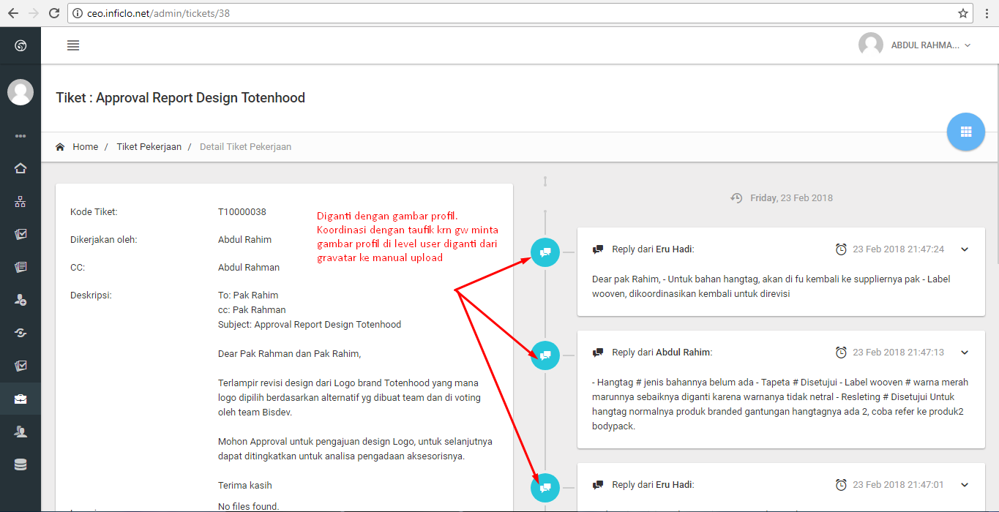 ceo.inficlo.net/admin/tickets/38
ABDUL RAHMA...
Tiket : Approval Report Design Totenhood
Home / Tiket Pekerjaan / Detail Tiket Pekerjaan
Kode Tiket: T10000038
Dikerjakan oleh: Abdul Rahim
CC: Abdul Rahman
Deskripsi: To: Pak Rahim
cc: Pak Rahman
Subject: Approval Report Design Totenhood
Dear Pak Rahman dan Pak Rahim,
Terlampir revisi design dari Logo brand Totenhood yang mana
logo dipilih berdasarkan alternatif yg dibuat team dan di voting
oleh team Bisdev.
Mohon Approval untuk pengajuan design Logo, untuk selanjutnya
dapat ditingkatkan untuk analisa pengadaan aksesorisnya.
Terima kasih
No files found.
Diganti dengan gambar profil.
Koordinasi dengan taufik krn gw minta
gambar profil di level user diganti dari
gravatar ke manual upload
Friday, 23 Feb 2018
Reply dari Eru Hadi: 23 Feb 2018 21:47:24
Dear pak Rahim, - Untuk bahan hangtag, akan di fu kembali ke suppliernya pak - Label
wooven, dikoordinasikan kembali untuk direvisi
Reply dari Abdul Rahim: 23 Feb 2018 21:47:13
- Hangtag # jenis bahannya belum ada - Tapeta # Disetujui - Label wooven # warna merah
marunnya sebaiknya diganti karena warnanya tidak netral - Resleting # Disetujui Untuk
hangtag normalnya produk branded gantungan hangtagnya ada 2, coba refer ke produk2
bodypack.
Reply dari Eru Hadi: 23 Feb 2018 21:47:01